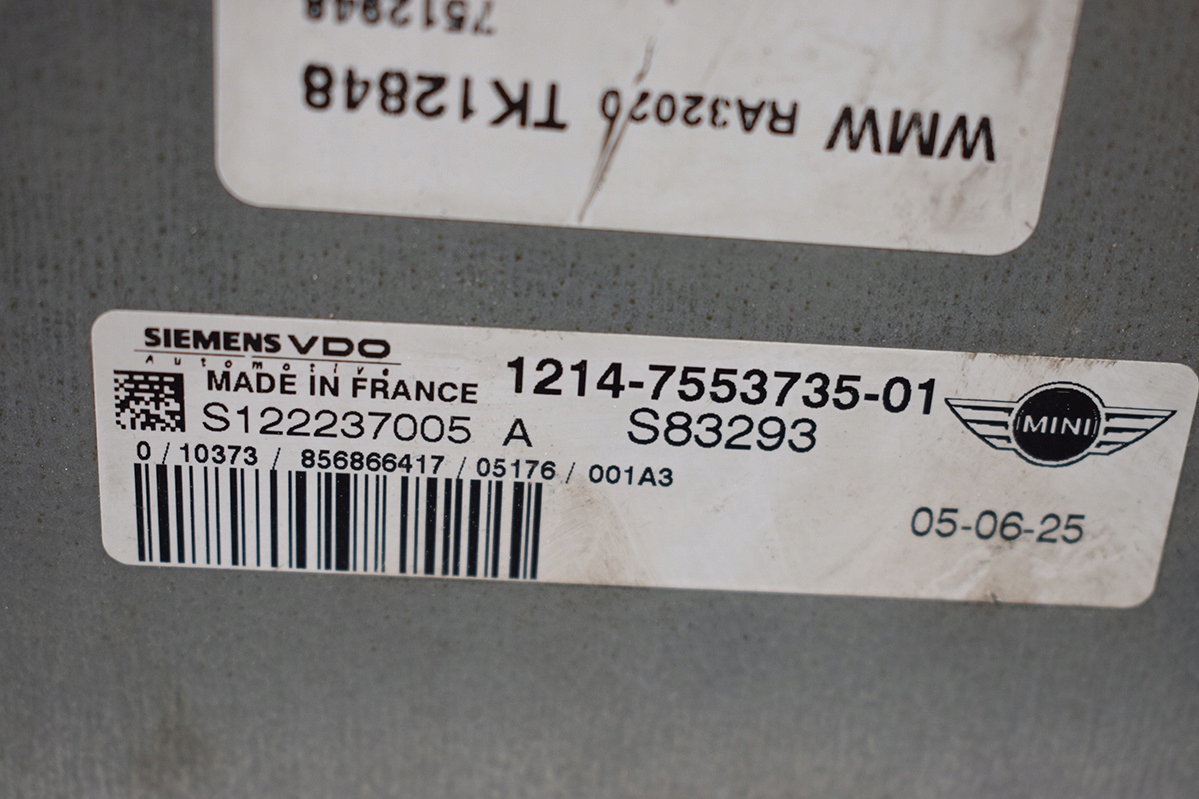 7512948
WMW RA32070 TK12848
SIEMENS VDO
Automotive
MADE IN FRANCE
1214-7553735-01
S122237005 A S83293
MINI
0 / 10373 / 856866417 / 05176 / 001A3
05-06-25